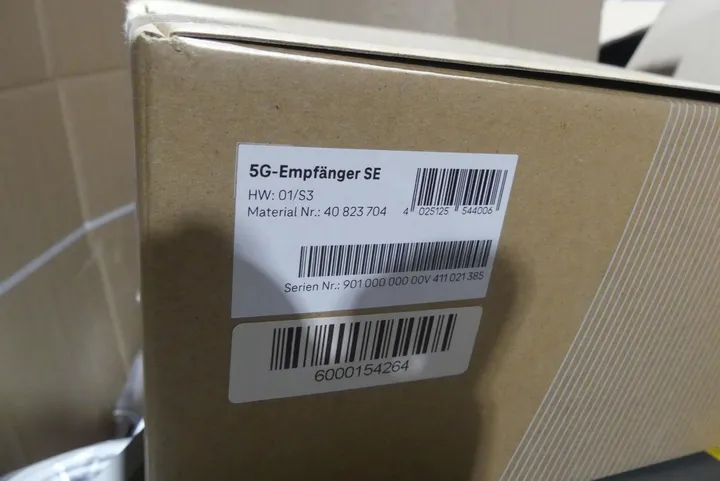 5G-Empfänger SE
HW: 01/S3
Material Nr.: 40 823 704
4 025125 544006
Serien Nr.: 901 000 000 00V 411 021 385
6000154264